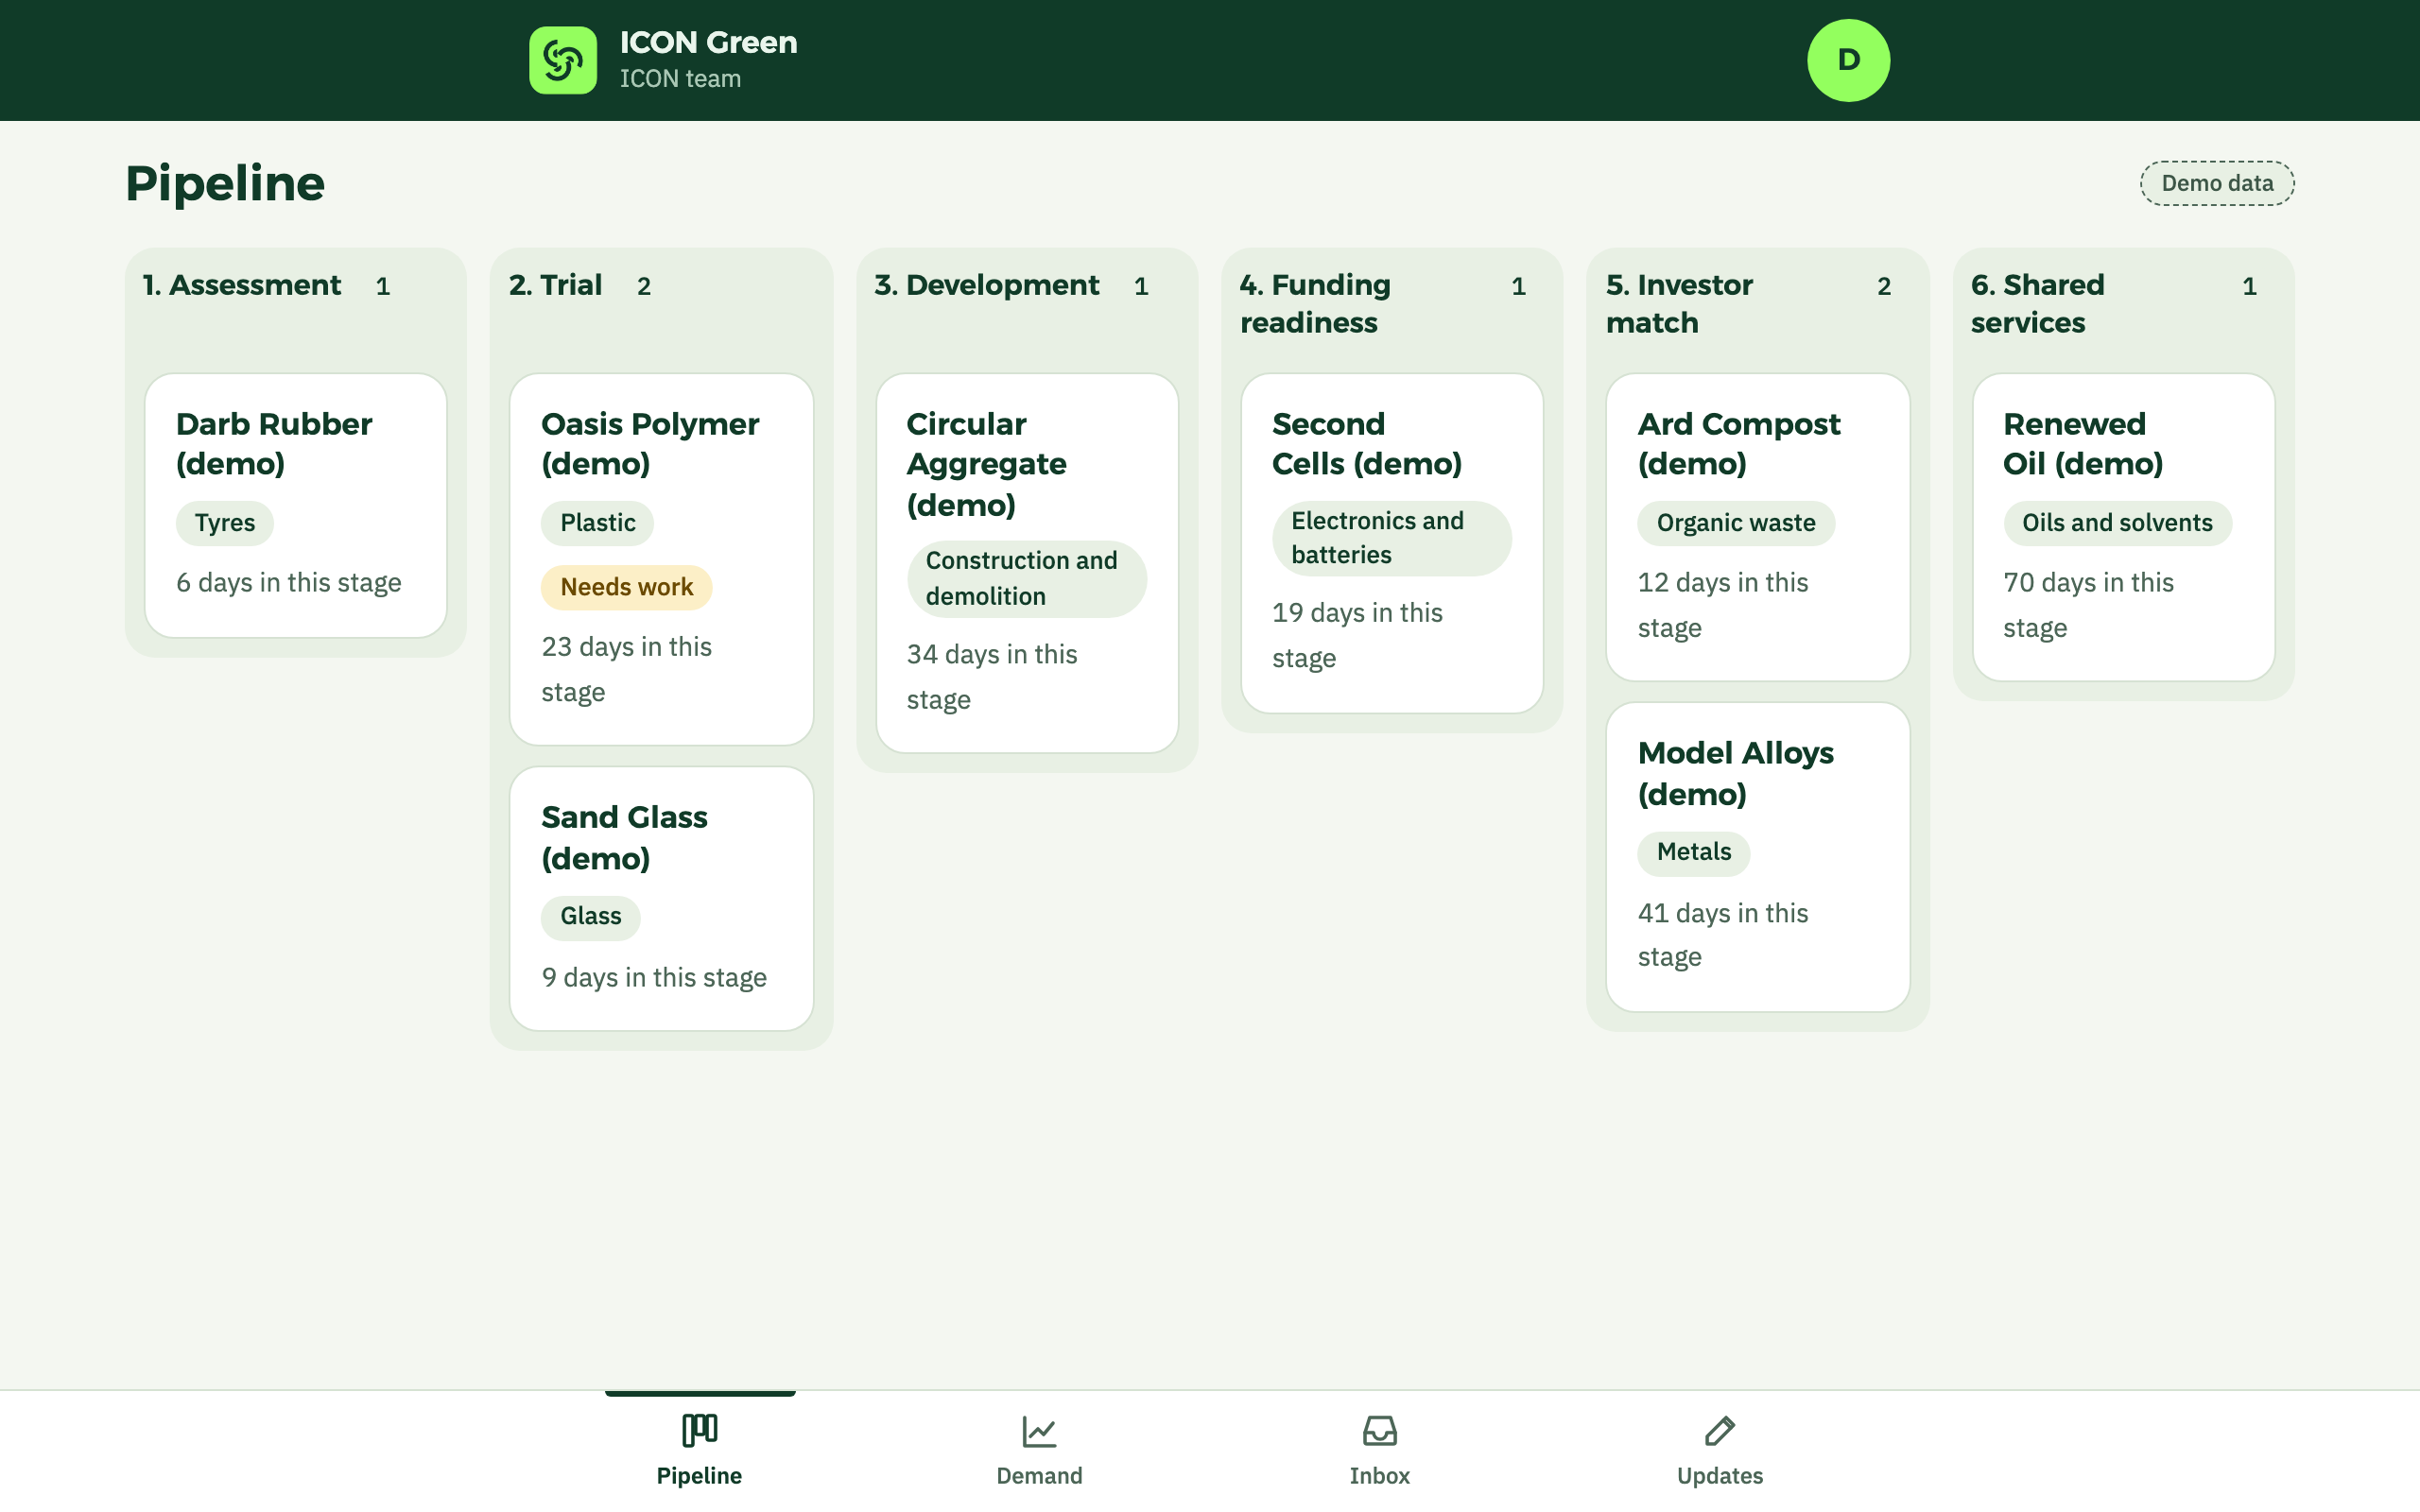 ICON Green
ICON team
D
Pipeline
Demo data
1. Assessment 1
Darb Rubber
(demo)
Tyres
6 days in this stage
2. Trial 2
Oasis Polymer
(demo)
Plastic
Needs work
23 days in this
stage
Sand Glass
(demo)
Glass
9 days in this stage
3. Development 1
Circular
Aggregate
(demo)
Construction and
demolition
34 days in this
stage
4. Funding 1
readiness
Second
Cells (demo)
Electronics and
batteries
19 days in this
stage
5. Investor 2
match
Ard Compost
(demo)
Organic waste
12 days in this
stage
Model Alloys
(demo)
Metals
41 days in this
stage
6. Shared 1
services
Renewed
Oil (demo)
Oils and solvents
70 days in this
stage
Pipeline
Demand
Inbox
Updates